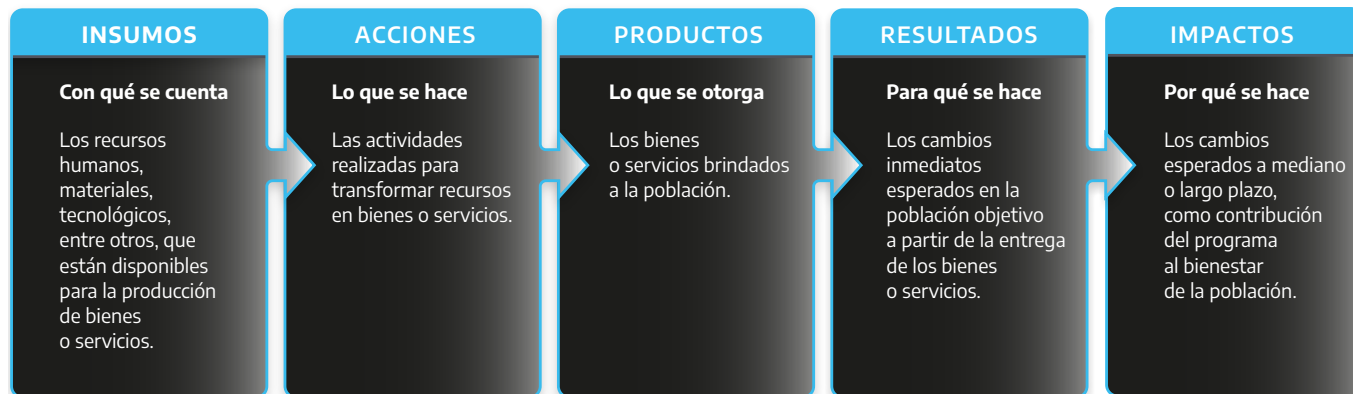 INSUMOS
Con qué se cuenta
Los recursos
humanos,
materiales,
tecnológicos,
entre otros, que
están disponibles
para la producción
de bienes
o servicios.
ACCIONES
Lo que se hace
Las actividades
realizadas para
transformar recursos
en bienes o servicios.
PRODUCTOS
Lo que se otorga
Los bienes
o servicios brindados
a la población.
RESULTADOS
Para qué se hace
Los cambios
inmediatos
esperados en la
población objetivo
a partir de la entrega
de los bienes
o servicios.
IMPACTOS
Por qué se hace
Los cambios
esperados a mediano
o largo plazo,
como contribución
del programa
al bienestar
de la población.